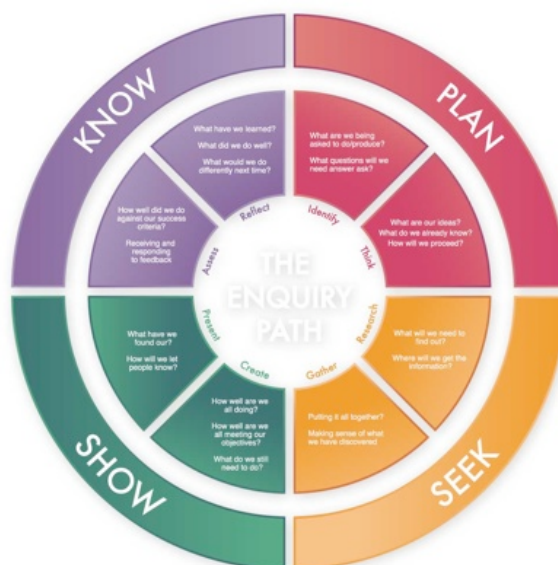 THE
ENQUIRY
PATH
PLAN
Identify
What are we being
asked to do/produce?
What questions will we
need answer ask?
Think
What are our ideas?
What do we already know?
How will we proceed?
SEEK
Research
What will we need to
find out?
Where will we get the
information?
Gather
Putting it all together?
Making sense of what
we have discovered
SHOW
Create
How well are we
all doing?
How well are we
all meeting our
objectives?
What do we still
need to do?
Present
What have we
found our?
How will we let
people know?
KNOW
Assess
How well did we do
against our success
criteria?
Receiving and
responding
to feedback
Reflect
What have we learned?
What did we do well?
What would we do
differently next time?